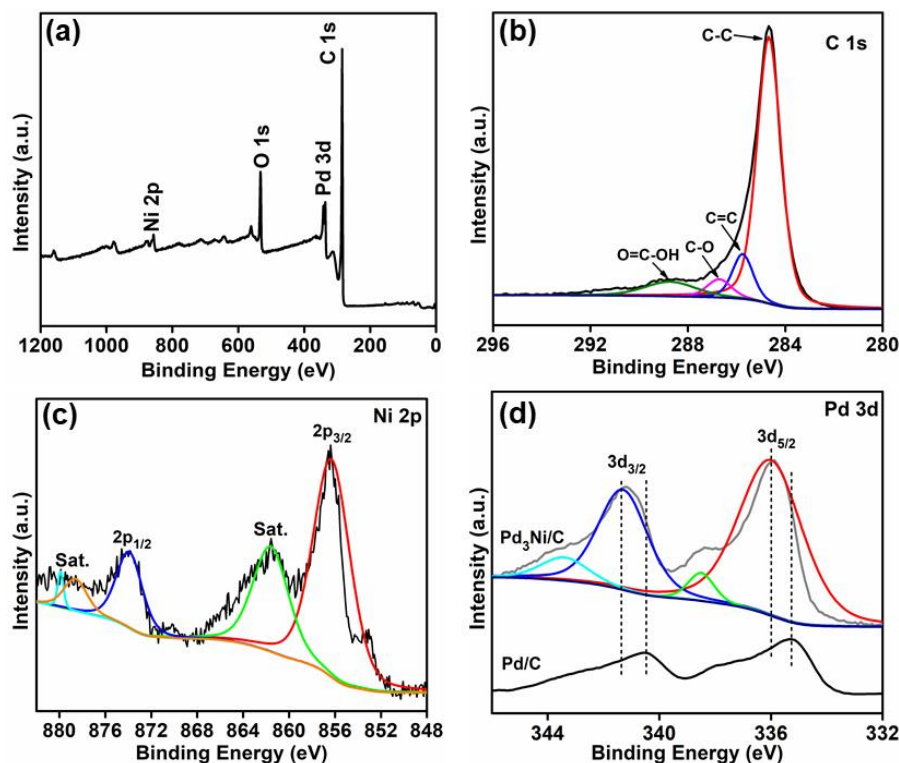 (a)
C 1s
O 1s
Pd 3d
Ni 2p
Intensity (a.u.)
1200 1000 800 600 400 200 0
Binding Energy (eV)
(b)
C 1s
C-C
C=C
C-O
O=C-OH
Intensity (a.u.)
296 292 288 284 280
Binding Energy (eV)
(c)
Ni 2p
2p3/2
Sat.
2p1/2
Sat.
Intensity (a.u.)
880 876 872 868 864 860 856 852 848
Binding Energy (eV)
(d)
Pd 3d
3d5/2
3d3/2
Pd3Ni/C
Pd/C
Intensity (a.u.)
344 340 336 332
Binding Energy (eV)